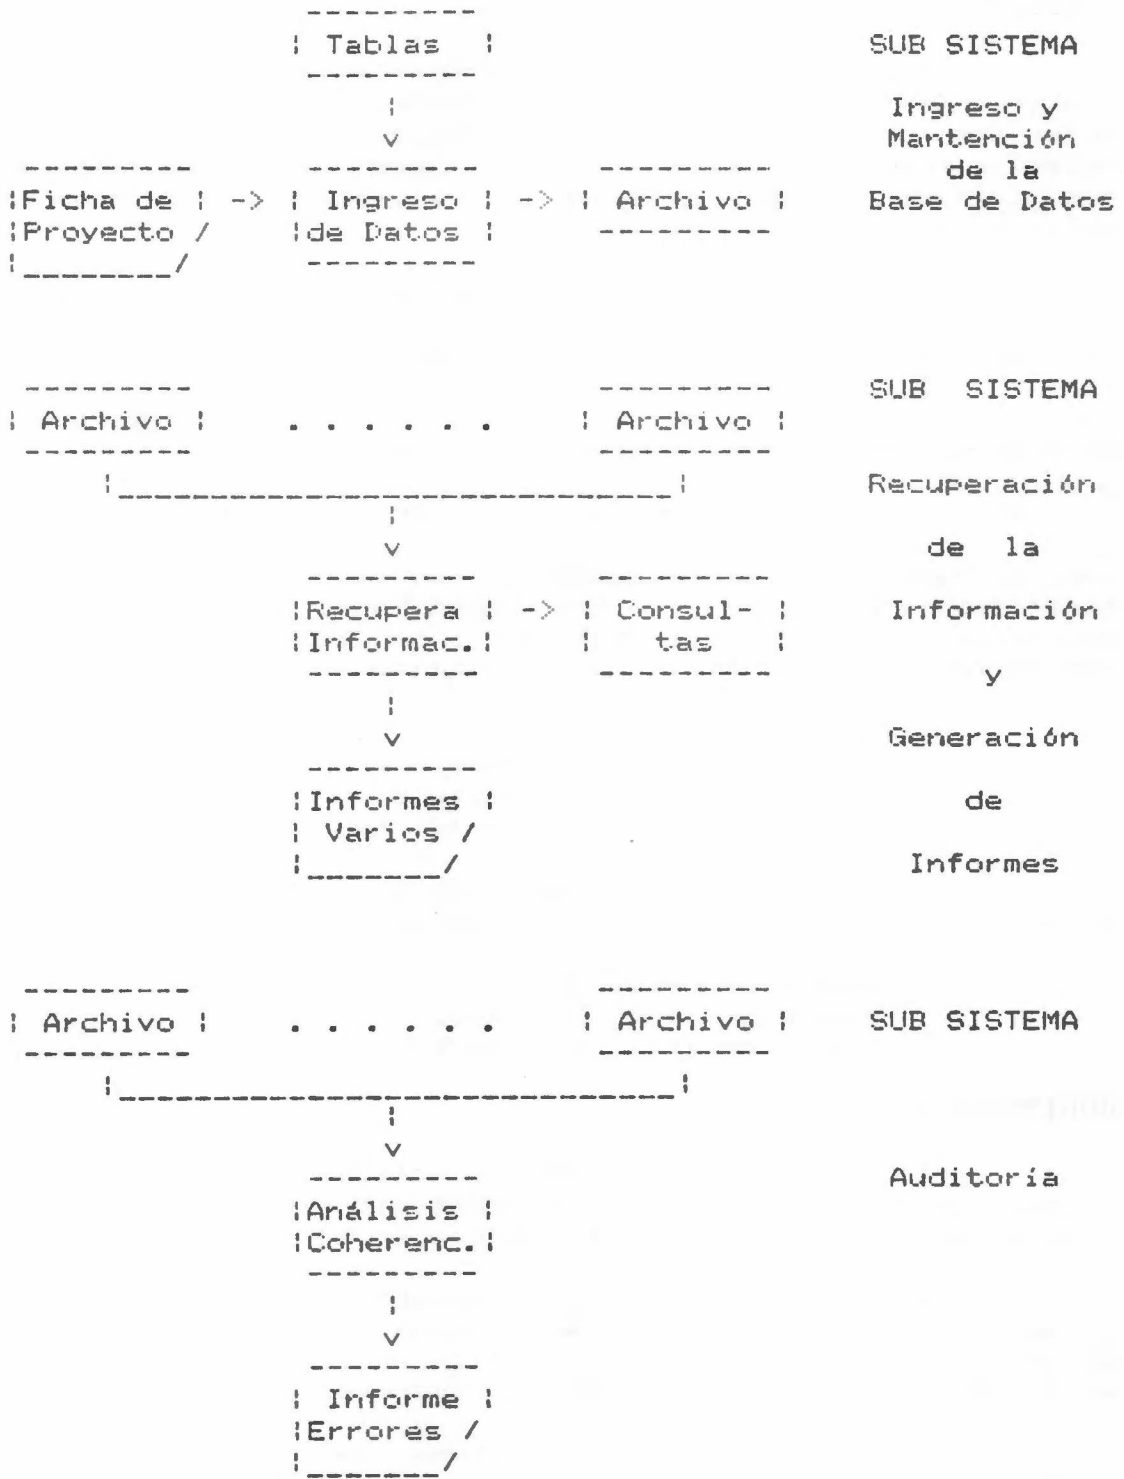 Tablas SUB SISTEMA
Ingreso y
Mantención
de la
Ficha de -> Ingreso -> Archivo Base de Datos
Proyecto de Datos
SUB SISTEMA
Archivo . . . . . . Archivo
Recuperación
de la
Recupera -> Consul- Información
Informac. tas
y
Generación
Informes de
Varios
Informes
Archivo . . . . . . Archivo SUB SISTEMA
Auditoría
Análisis
Coherenc.
Informe
Errores